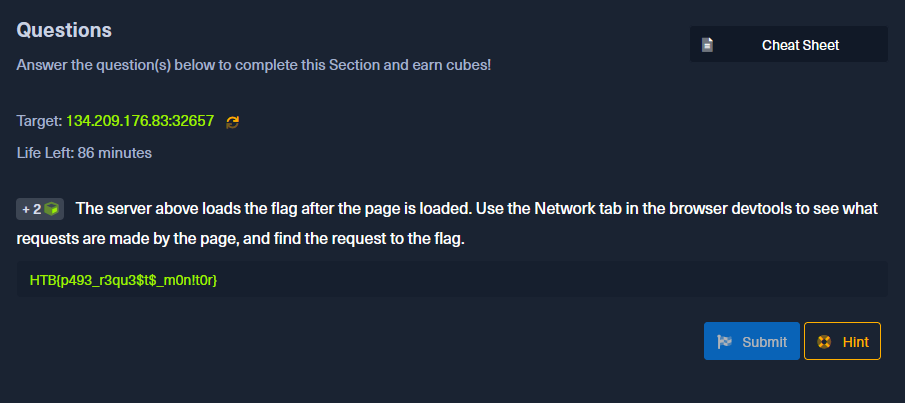 Questions
Cheat Sheet
Answer the question(s) below to complete this Section and earn cubes!
Target: 134.209.176.83:32657
Life Left: 86 minutes
+ 2 The server above loads the flag after the page is loaded. Use the Network tab in the browser devtools to see what
requests are made by the page, and find the request to the flag.
HTB{p493_r3qu3$t$_m0n!t0r}
Submit
Hint